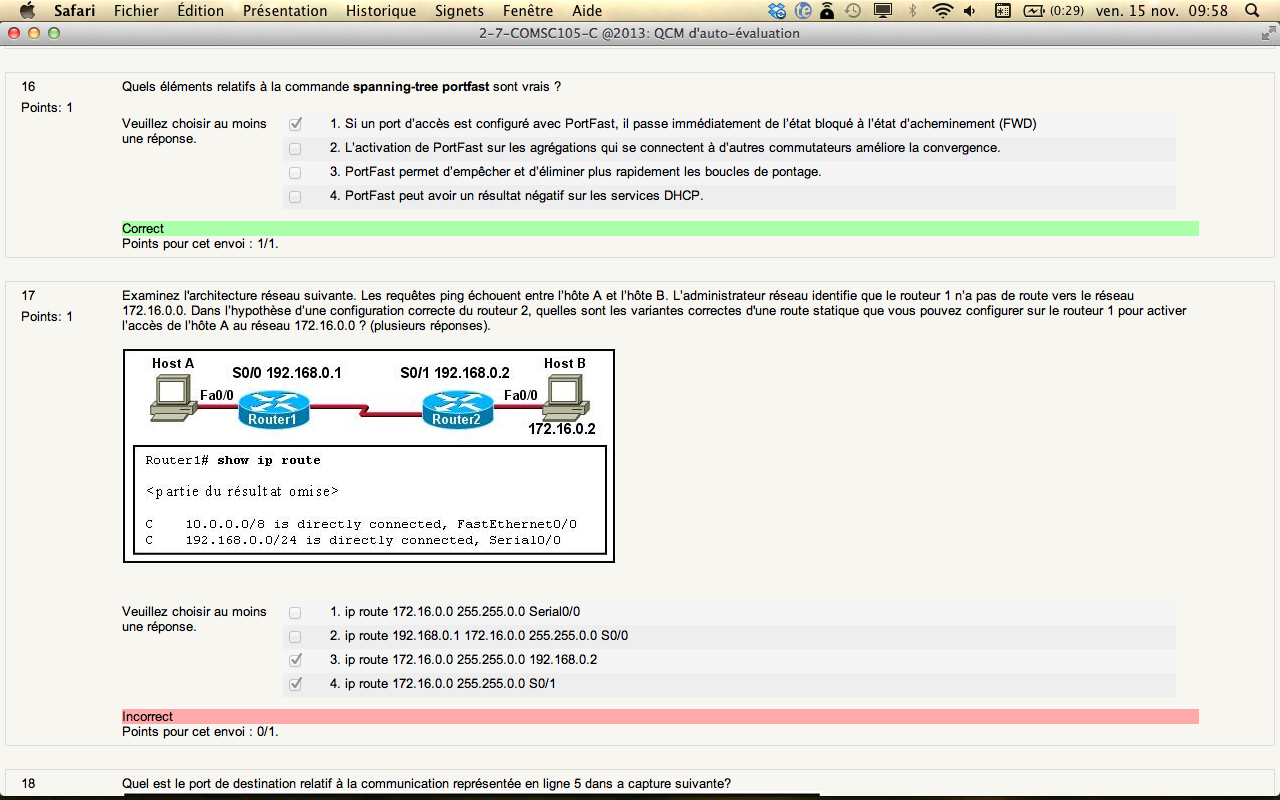 Safari Fichier Édition Présentation Historique Signets Fenêtre Aide (0:29) ven. 15 nov. 09:58
2-7-COMSC105-C @2013: QCM d'auto-évaluation
16
Points: 1
Quels éléments relatifs à la commande spanning-tree portfast sont vrais ?
Veuillez choisir au moins
une réponse.
1. Si un port d'accès est configuré avec PortFast, il passe immédiatement de l'état bloqué à l'état d'acheminement (FWD)
2. L'activation de PortFast sur les agrégations qui se connectent à d'autres commutateurs améliore la convergence.
3. PortFast permet d'empêcher et d'éliminer plus rapidement les boucles de pontage.
4. PortFast peut avoir un résultat négatif sur les services DHCP.
Correct
Points pour cet envoi : 1/1.
17
Points: 1
Examinez l'architecture réseau suivante. Les requêtes ping échouent entre l'hôte A et l'hôte B. L'administrateur réseau identifie que le routeur 1 n'a pas de route vers le réseau
172.16.0.0. Dans l'hypothèse d'une configuration correcte du routeur 2, quelles sont les variantes correctes d'une route statique que vous pouvez configurer sur le routeur 1 pour activer
l'accès de l'hôte A au réseau 172.16.0.0 ? (plusieurs réponses).
Host A
S0/0 192.168.0.1
S0/1 192.168.0.2
Host B
Fa0/0
Fa0/0
Router1
Router2
172.16.0.2
Router1# show ip route
<partie du résultat omise>
C 10.0.0.0/8 is directly connected, FastEthernet0/0
C 192.168.0.0/24 is directly connected, Serial0/0
Veuillez choisir au moins
une réponse.
1. ip route 172.16.0.0 255.255.0.0 Serial0/0
2. ip route 192.168.0.1 172.16.0.0 255.255.0.0 S0/0
3. ip route 172.16.0.0 255.255.0.0 192.168.0.2
4. ip route 172.16.0.0 255.255.0.0 S0/1
Incorrect
Points pour cet envoi : 0/1.
18
Quel est le port de destination relatif à la communication représentée en ligne 5 dans a capture suivante?